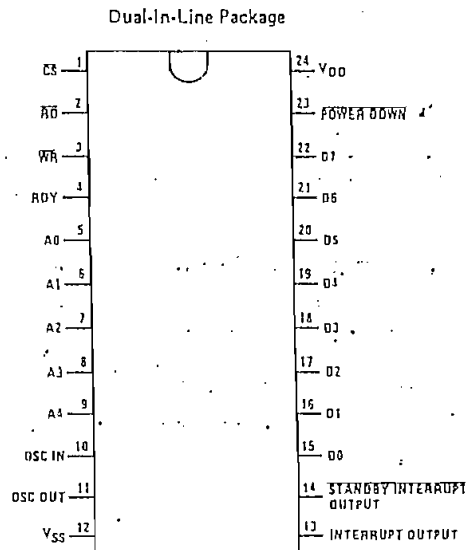 Dual-In-Line Package
CS 1
RD 2
WR 3
RDY 4
A0 5
A1 6
A2 7
A3 8
A4 9
OSC IN 10
OSC OUT 11
VSS 12
24 VDD
23 POWER DOWN
22 D7
21 D6
20 D5
19 D4
18 D3
17 D2
16 D1
15 D0
14 STANDBY INTERRUPT
OUTPUT
13 INTERRUPT OUTPUT